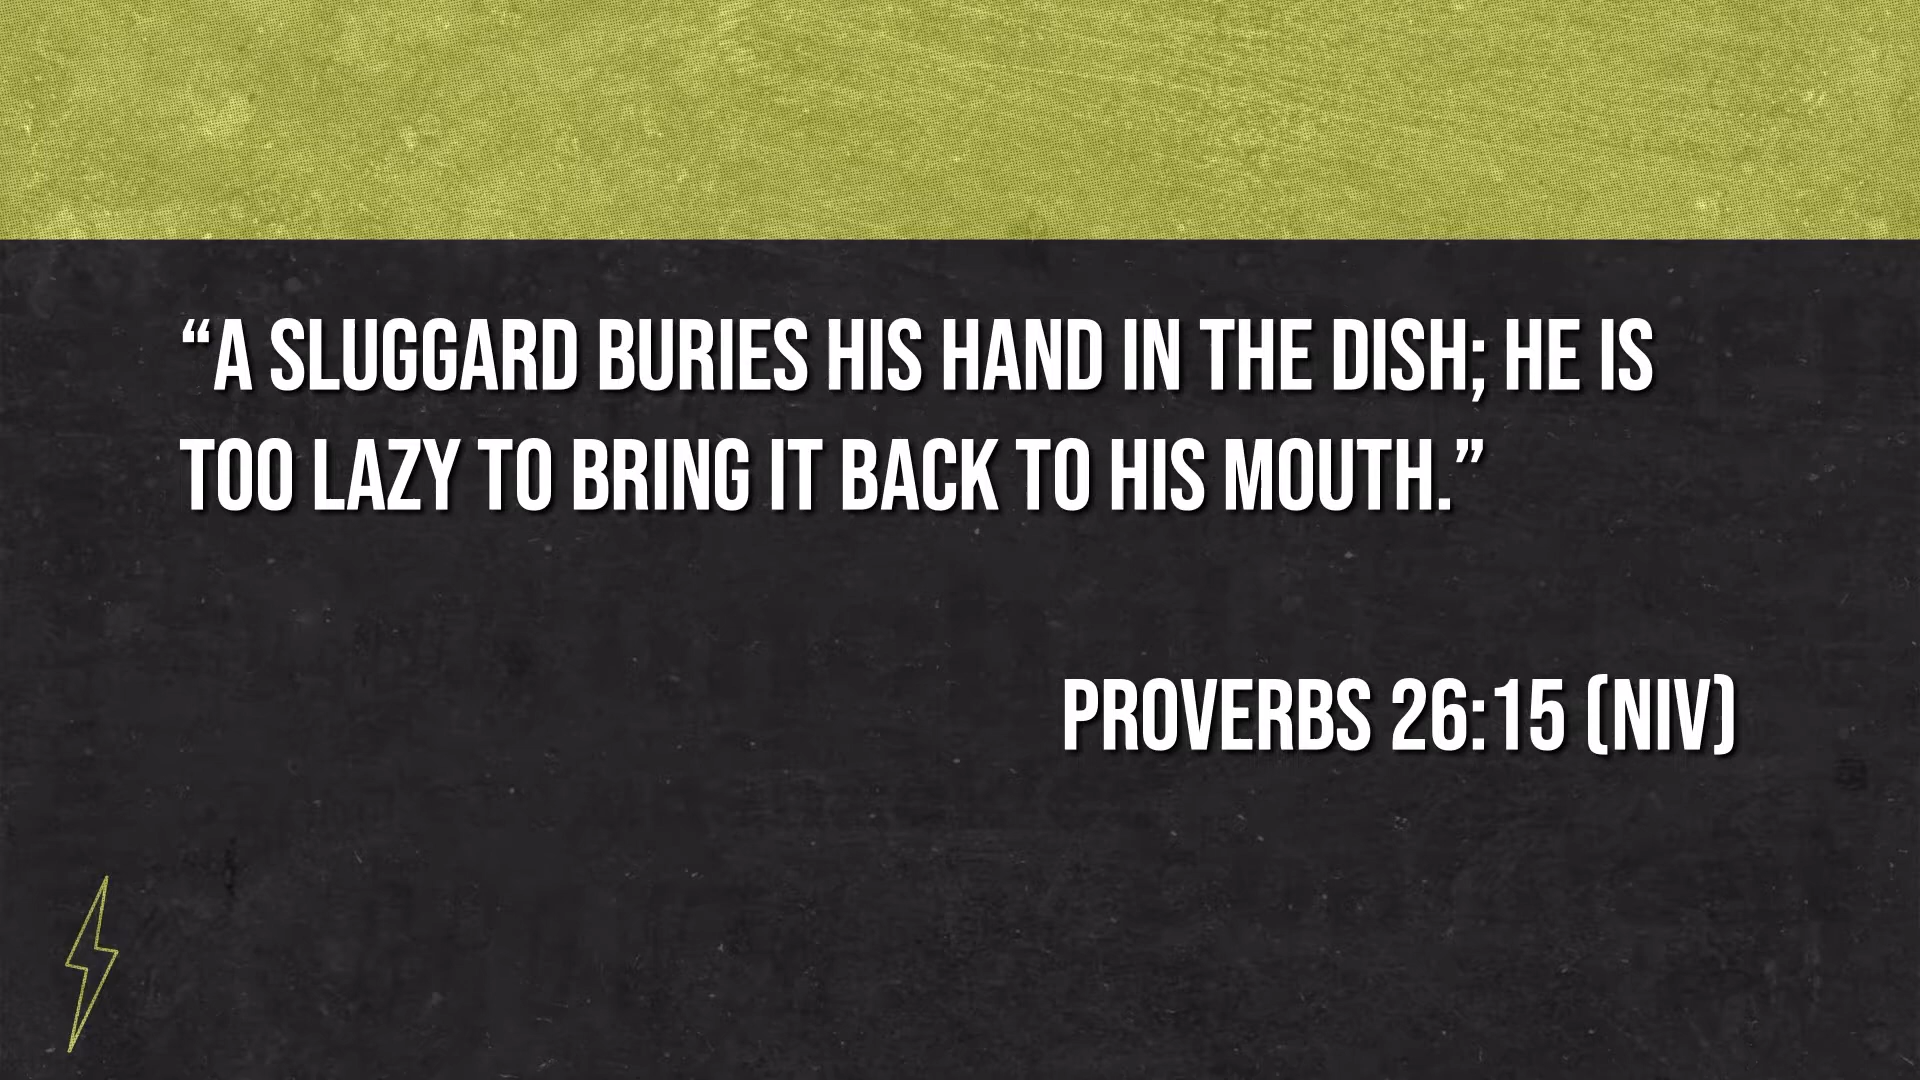 “A SLUGGARD BURIES HIS HAND IN THE DISH; HE IS
TOO LAZY TO BRING IT BACK TO HIS MOUTH.”
PROVERBS 26:15 (NIV)